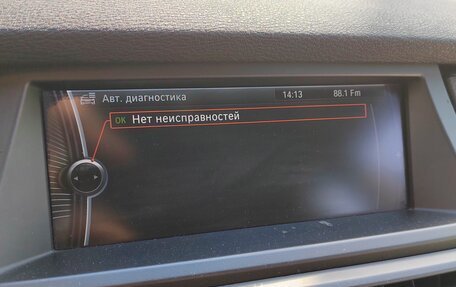 Авт. диагностика 14:13 88.1 Fm
OK Нет неисправностей